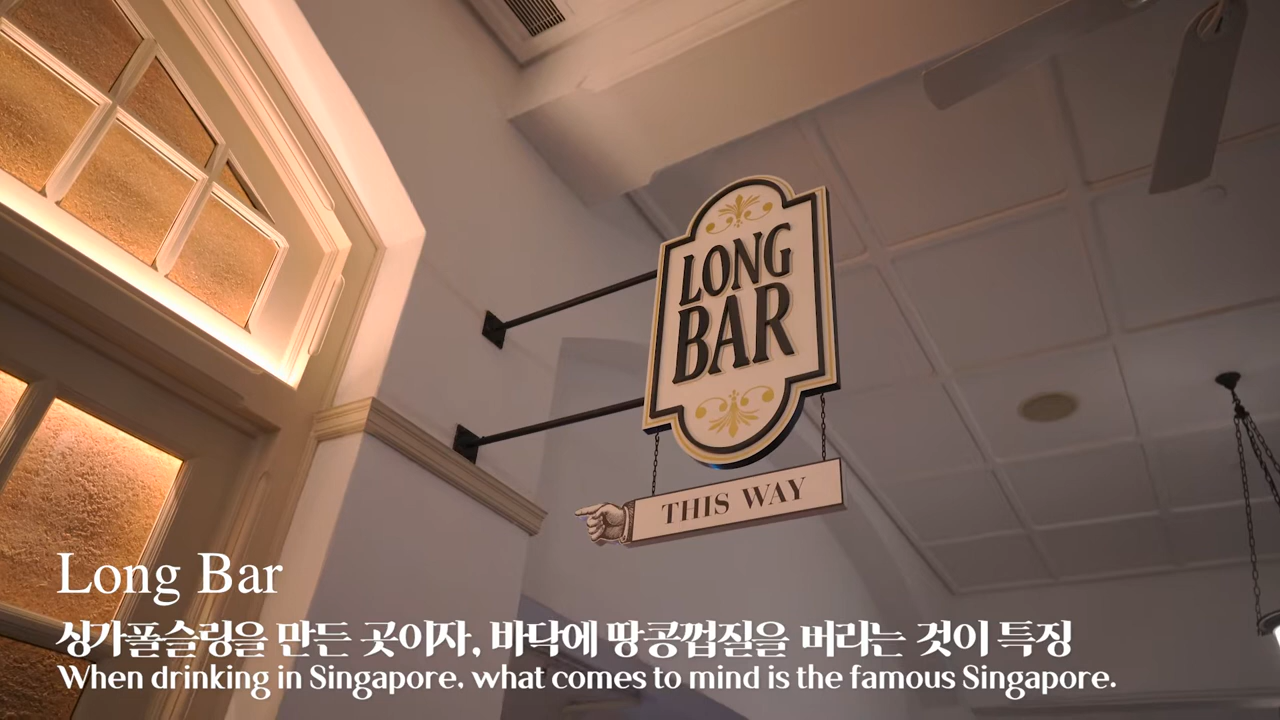 LONG
BAR
THIS WAY
Long Bar
싱가폴슬링을 만든 곳이자, 바닥에 땅콩껍질을 버리는 것이 특징
When drinking in Singapore. what comes to mind is the famous Singapore.